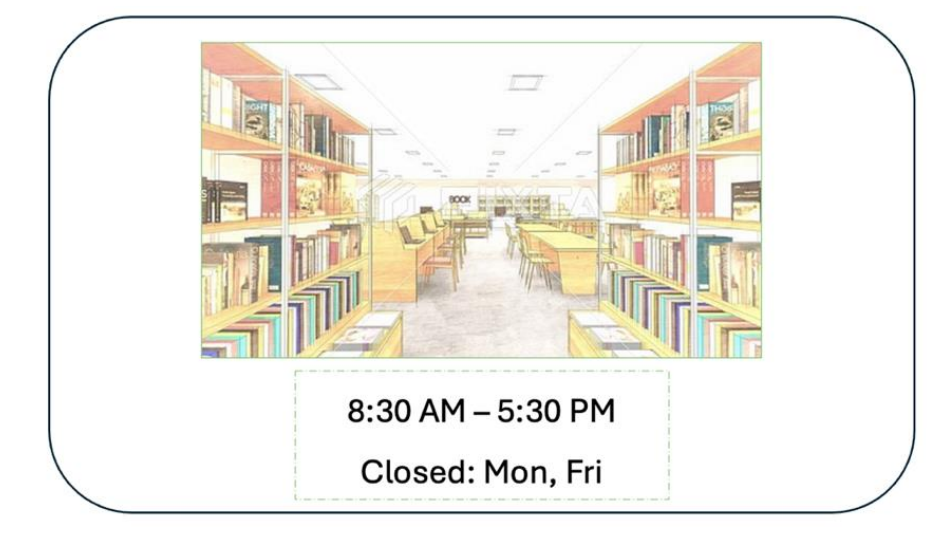 BOOK
8:30 AM – 5:30 PM
Closed: Mon, Fri